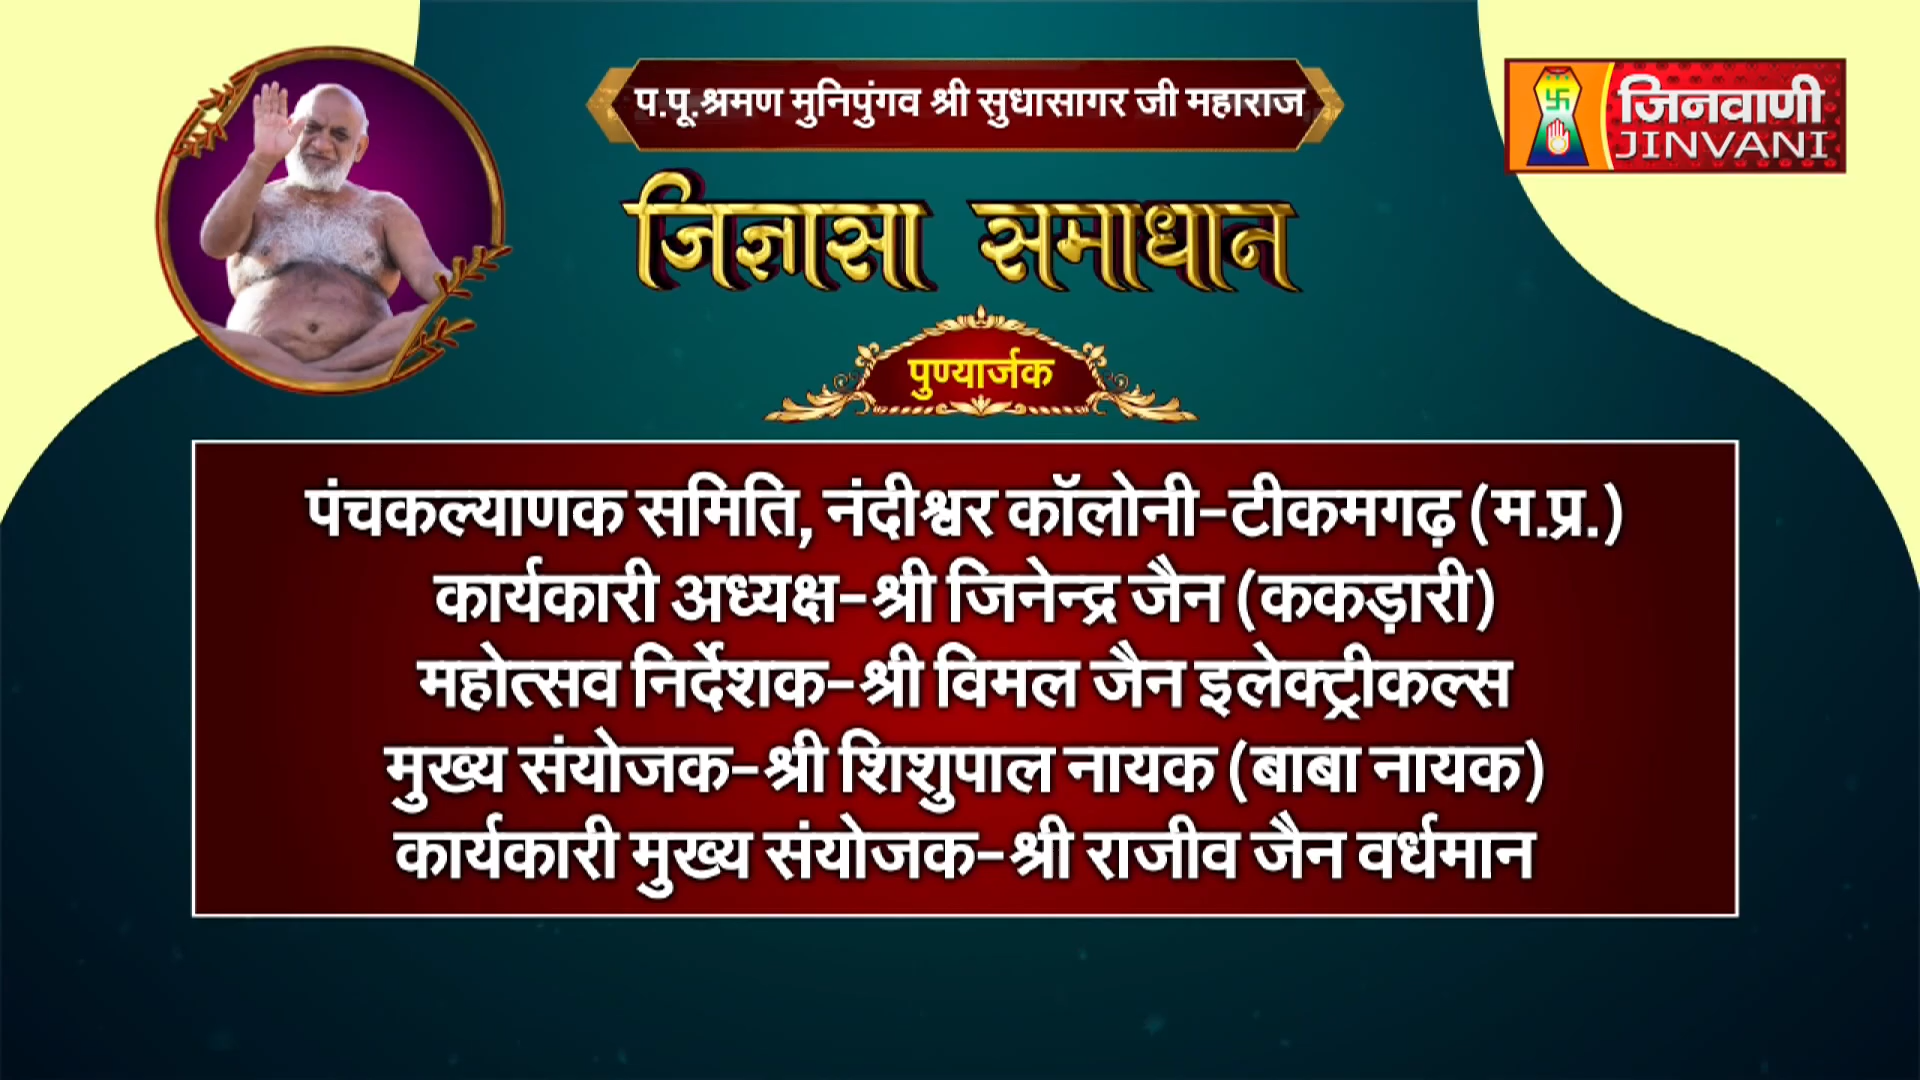 प.पू.श्रमण मुनिपुंगव श्री सुधासागर जी महाराज
जिनवाणी
JINVANI
जिज्ञासा समाधान
पुण्यार्जक
पंचकल्याणक समिति, नंदीश्वर कॉलोनी-टीकमगढ़ (म.प्र.)
कार्यकारी अध्यक्ष-श्री जिनेन्द्र जैन (ककड़ारी)
महोत्सव निर्देशक-श्री विमल जैन इलेक्ट्रीकल्स
मुख्य संयोजक-श्री शिशुपाल नायक (बाबा नायक)
कार्यकारी मुख्य संयोजक-श्री राजीव जैन वर्धमान